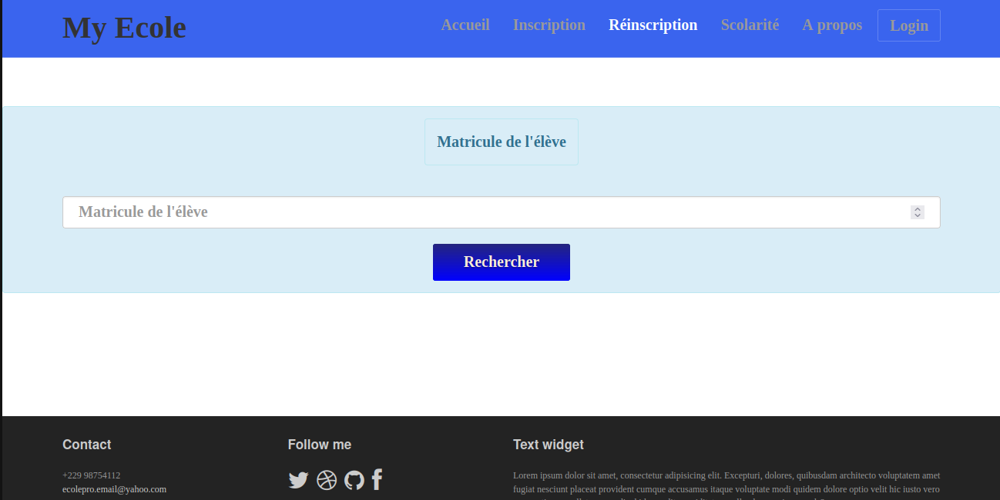 My Ecole
Accueil Inscription Réinscription Scolarité A propos Login
Matricule de l'élève
Matricule de l'élève
Rechercher
Contact
+229 98754112
ecolepro.email@yahoo.com
Follow me
Text widget
Lorem ipsum dolor sit amet, consectetur adipisicing elit. Excepturi, dolores, quibusdam architecto voluptatem amet
fugiat nesciunt placeat provident cumque accusamus itaque voluptate modi quidem dolore optio velit hic iusto vero